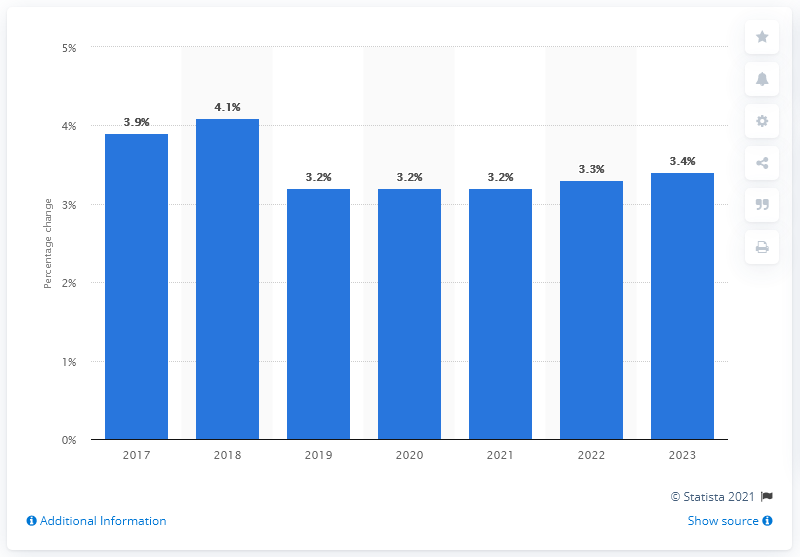 5%
4%
3%
2%
1%
0%
Percentage change
3.9%
4.1%
3.2%
3.2%
3.2%
3.3%
3.4%
2017 2018 2019 2020 2021 2022 2023
© Statista 2021
Additional Information
Show source